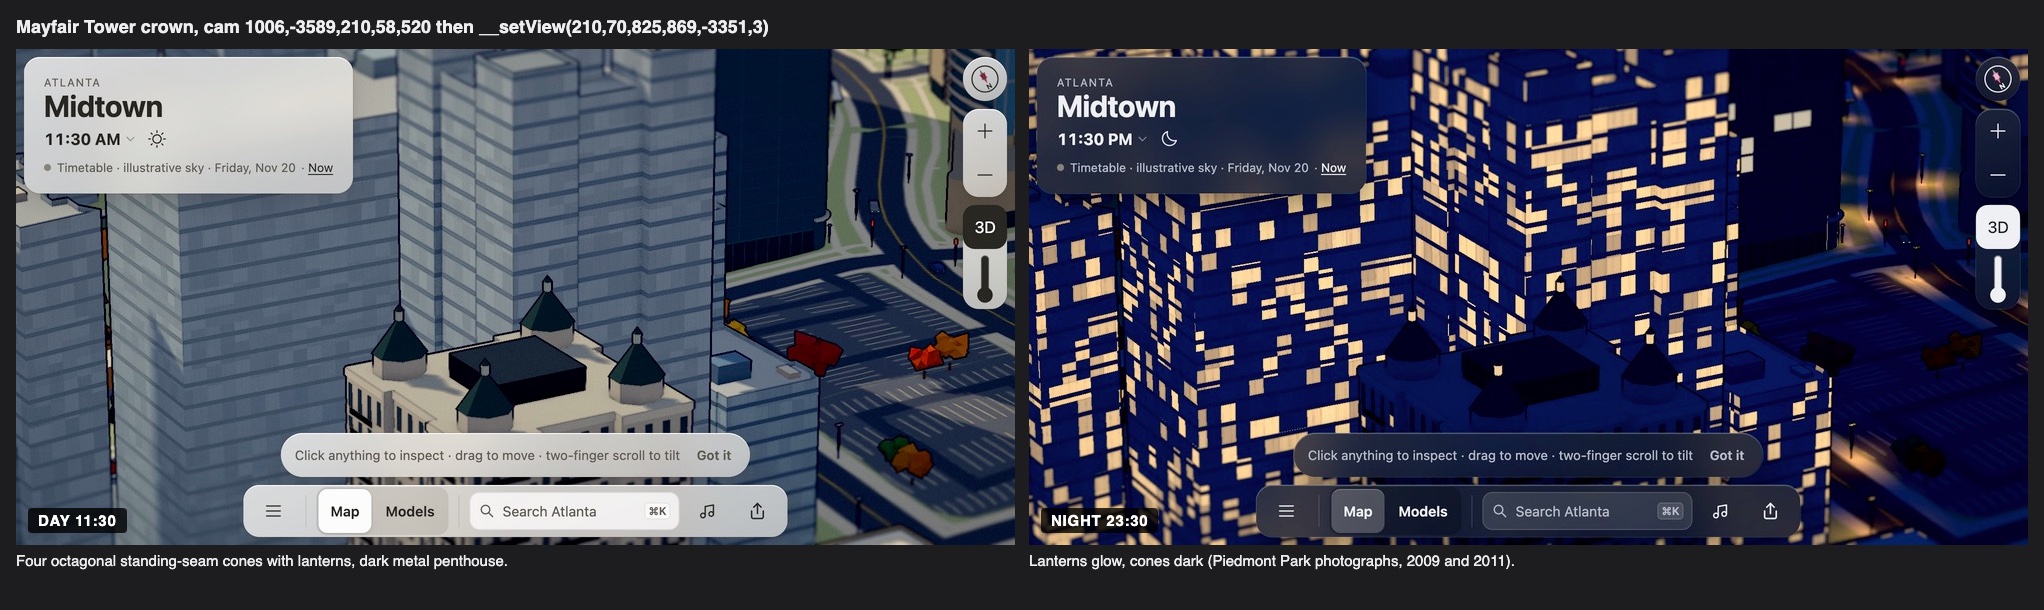 Mayfair Tower crown, cam 1006,-3589,210,58,520 then __setView(210,70,825,869,-3351,3)
ATLANTA
Midtown
11:30 AM
Timetable · illustrative sky · Friday, Nov 20 · Now
N
+
−
3D
Click anything to inspect · drag to move · two-finger scroll to tilt Got it
Map Models Search Atlanta ⌘K
DAY 11:30
Four octagonal standing-seam cones with lanterns, dark metal penthouse.
ATLANTA
Midtown
11:30 PM
Timetable · illustrative sky · Friday, Nov 20 · Now
N
+
−
3D
Click anything to inspect · drag to move · two-finger scroll to tilt Got it
Map Models Search Atlanta ⌘K
NIGHT 23:30
Lanterns glow, cones dark (Piedmont Park photographs, 2009 and 2011).